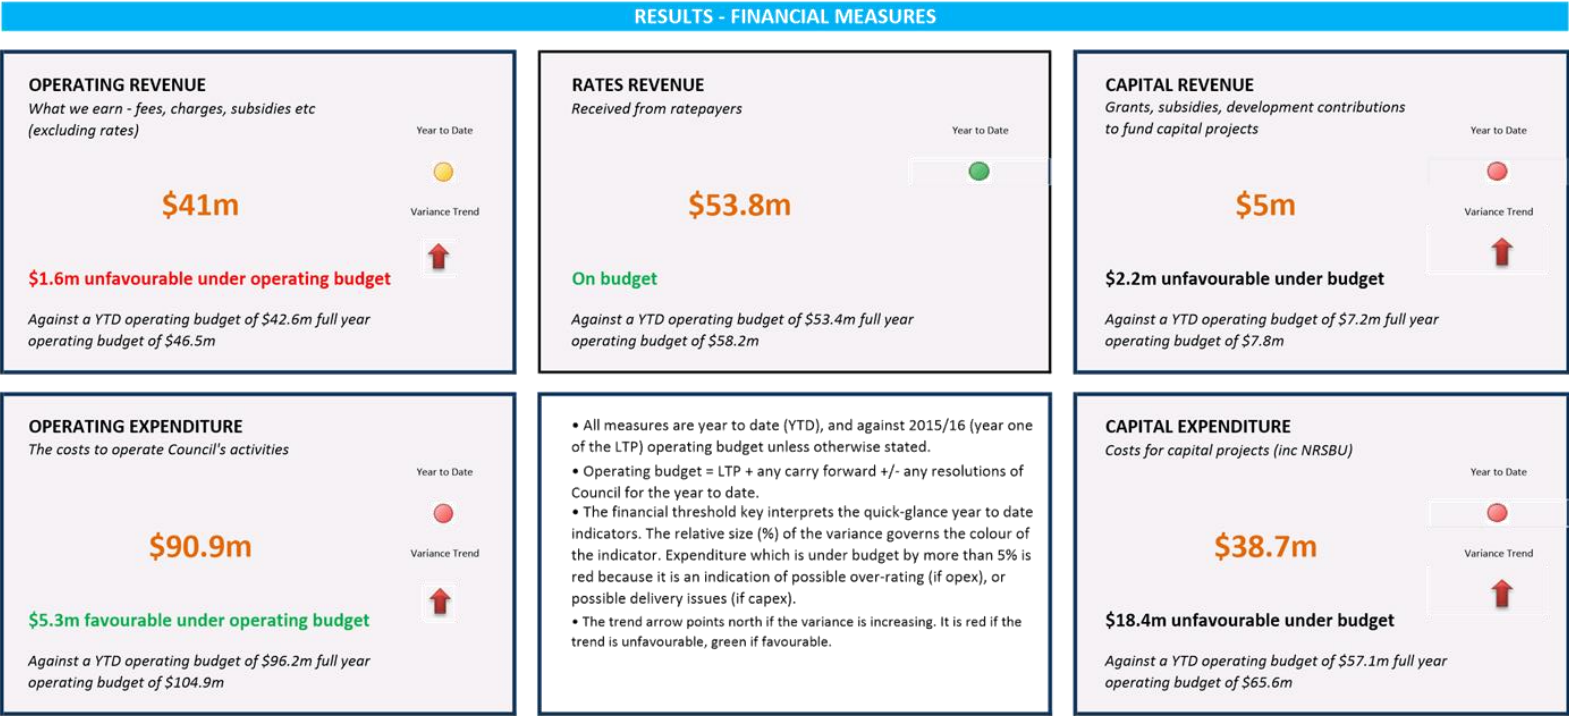 RESULTS - FINANCIAL MEASURES
OPERATING REVENUE
What we earn - fees, charges, subsidies etc
(excluding rates)
Year to Date
$41m
Variance Trend
$1.6m unfavourable under operating budget
Against a YTD operating budget of $42.6m full year
operating budget of $46.5m
RATES REVENUE
Received from ratepayers
Year to Date
$53.8m
On budget
Against a YTD operating budget of $53.4m full year
operating budget of $58.2m
CAPITAL REVENUE
Grants, subsidies, development contributions
to fund capital projects
Year to Date
$5m
Variance Trend
$2.2m unfavourable under budget
Against a YTD operating budget of $7.2m full year
operating budget of $7.8m
OPERATING EXPENDITURE
The costs to operate Council's activities
Year to Date
$90.9m
Variance Trend
$5.3m favourable under operating budget
Against a YTD operating budget of $96.2m full year
operating budget of $104.9m
• All measures are year to date (YTD), and against 2015/16 (year one
of the LTP) operating budget unless otherwise stated.
• Operating budget = LTP + any carry forward +/- any resolutions of
Council for the year to date.
• The financial threshold key interprets the quick-glance year to date
indicators. The relative size (%) of the variance governs the colour of
the indicator. Expenditure which is under budget by more than 5% is
red because it is an indication of possible over-rating (if opex), or
possible delivery issues (if capex).
• The trend arrow points north if the variance is increasing. It is red if the
trend is unfavourable, green if favourable.
CAPITAL EXPENDITURE
Costs for capital projects (inc NRSBU)
Year to Date
$38.7m
Variance Trend
$18.4m unfavourable under budget
Against a YTD operating budget of $57.1m full year
operating budget of $65.6m